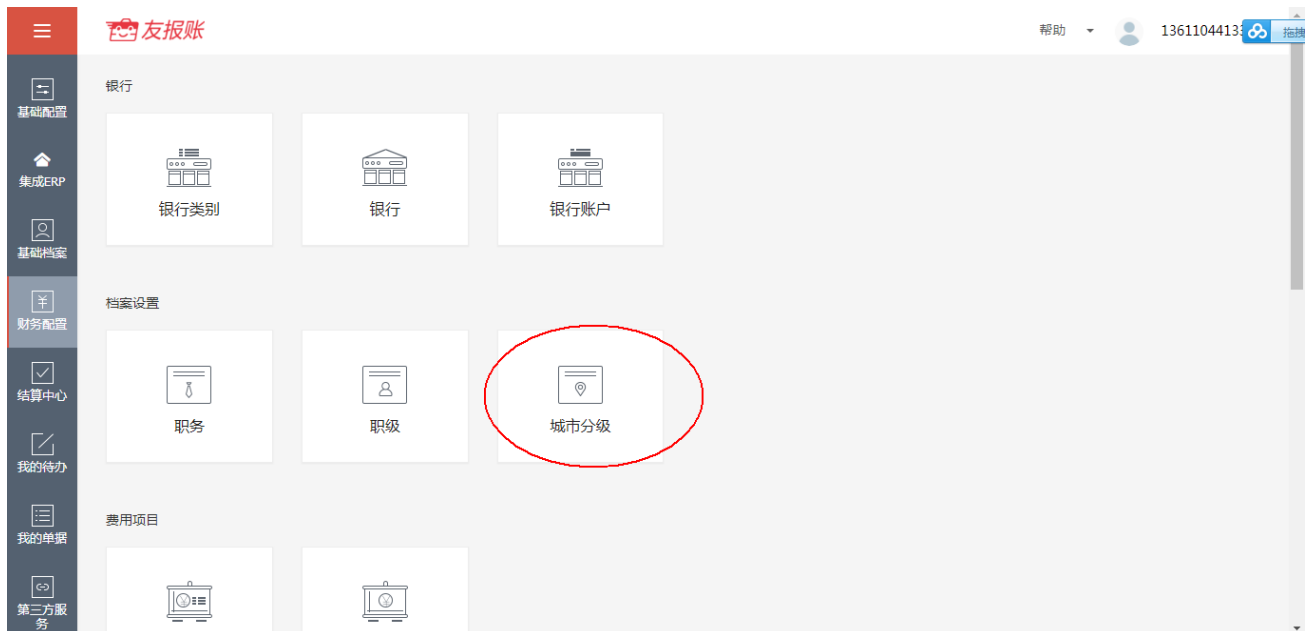 友报账
帮助
1361104413
拖拽
基础配置
集成ERP
基础档案
财务配置
结算中心
我的待办
我的单据
第三方服
务
银行
银行类别
银行
银行账户
档案设置
职务
职级
城市分级
费用项目